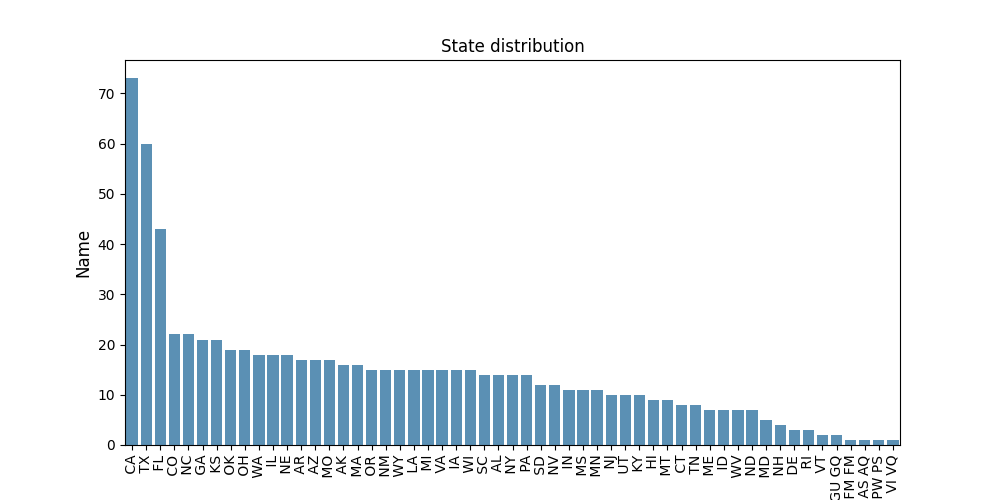 State distribution
Name
70
60
50
40
30
20
10
0
CA
TX
FL
CO
NC
GA
KS
OK
OH
WA
IL
NE
AR
AZ
MO
AK
MA
OR
NM
WY
LA
MI
VA
IA
WI
SC
AL
NY
PA
SD
NV
IN
MS
MN
NJ
UT
KY
HI
MT
CT
TN
ME
ID
WV
ND
MD
NH
DE
RI
VT
GU GQ
FM FM
AS AQ
PW PS
VI VQ